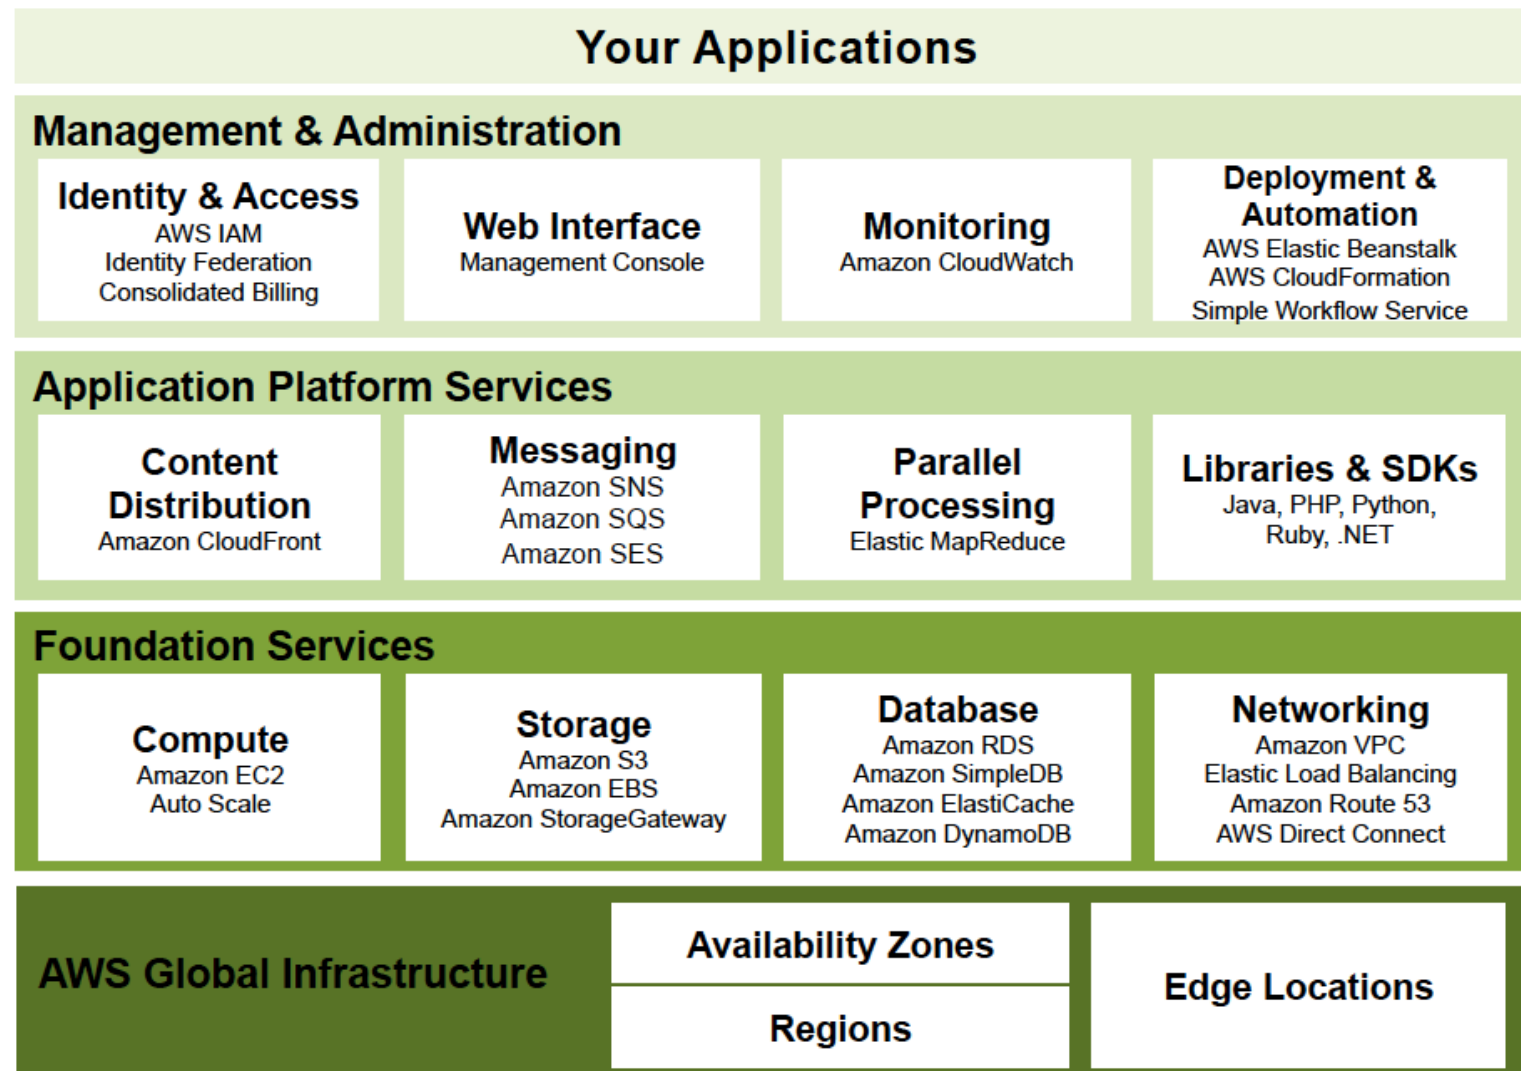 Your Applications
Management & Administration
Identity & Access
AWS IAM
Identity Federation
Consolidated Billing
Web Interface
Management Console
Monitoring
Amazon CloudWatch
Deployment &
Automation
AWS Elastic Beanstalk
AWS CloudFormation
Simple Workflow Service
Application Platform Services
Content
Distribution
Amazon CloudFront
Messaging
Amazon SNS
Amazon SQS
Amazon SES
Parallel
Processing
Elastic MapReduce
Libraries & SDKs
Java, PHP, Python,
Ruby, .NET
Foundation Services
Compute
Amazon EC2
Auto Scale
Storage
Amazon S3
Amazon EBS
Amazon StorageGateway
Database
Amazon RDS
Amazon SimpleDB
Amazon ElastiCache
Amazon DynamoDB
Networking
Amazon VPC
Elastic Load Balancing
Amazon Route 53
AWS Direct Connect
AWS Global Infrastructure
Availability Zones
Regions
Edge Locations